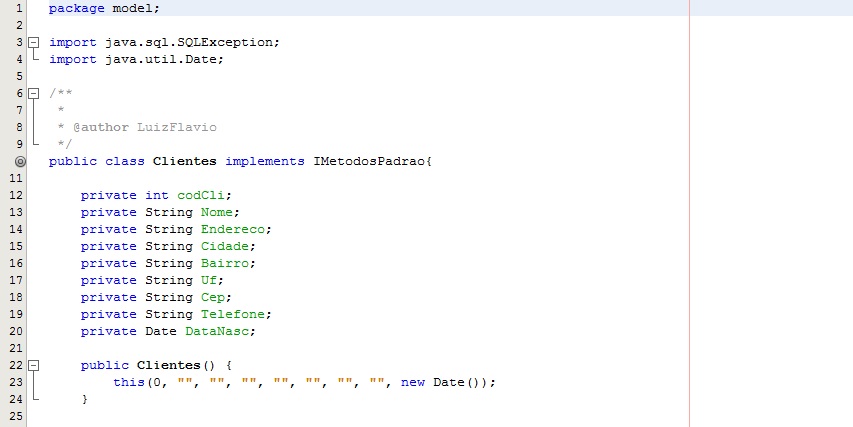 1 package model;
2
3 import java.sql.SQLException;
4 import java.util.Date;
5
6 /**
7  *
8  * @author LuizFlavio
9  */
public class Clientes implements IMetodosPadrao{
11
12     private int codCli;
13     private String Nome;
14     private String Endereco;
15     private String Cidade;
16     private String Bairro;
17     private String Uf;
18     private String Cep;
19     private String Telefone;
20     private Date DataNasc;
21
22     public Clientes() {
23         this(0, "", "", "", "", "", "", "", new Date());
24     }
25